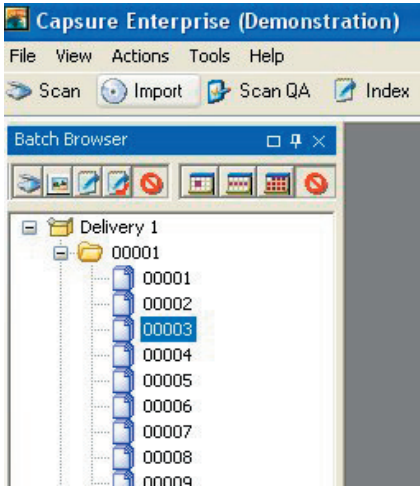 Capsure Enterprise (Demonstration)
File View Actions Tools Help
Scan Import Scan QA Index
Batch Browser
Delivery 1
00001
00001
00002
00003
00004
00005
00006
00007
00008
00009